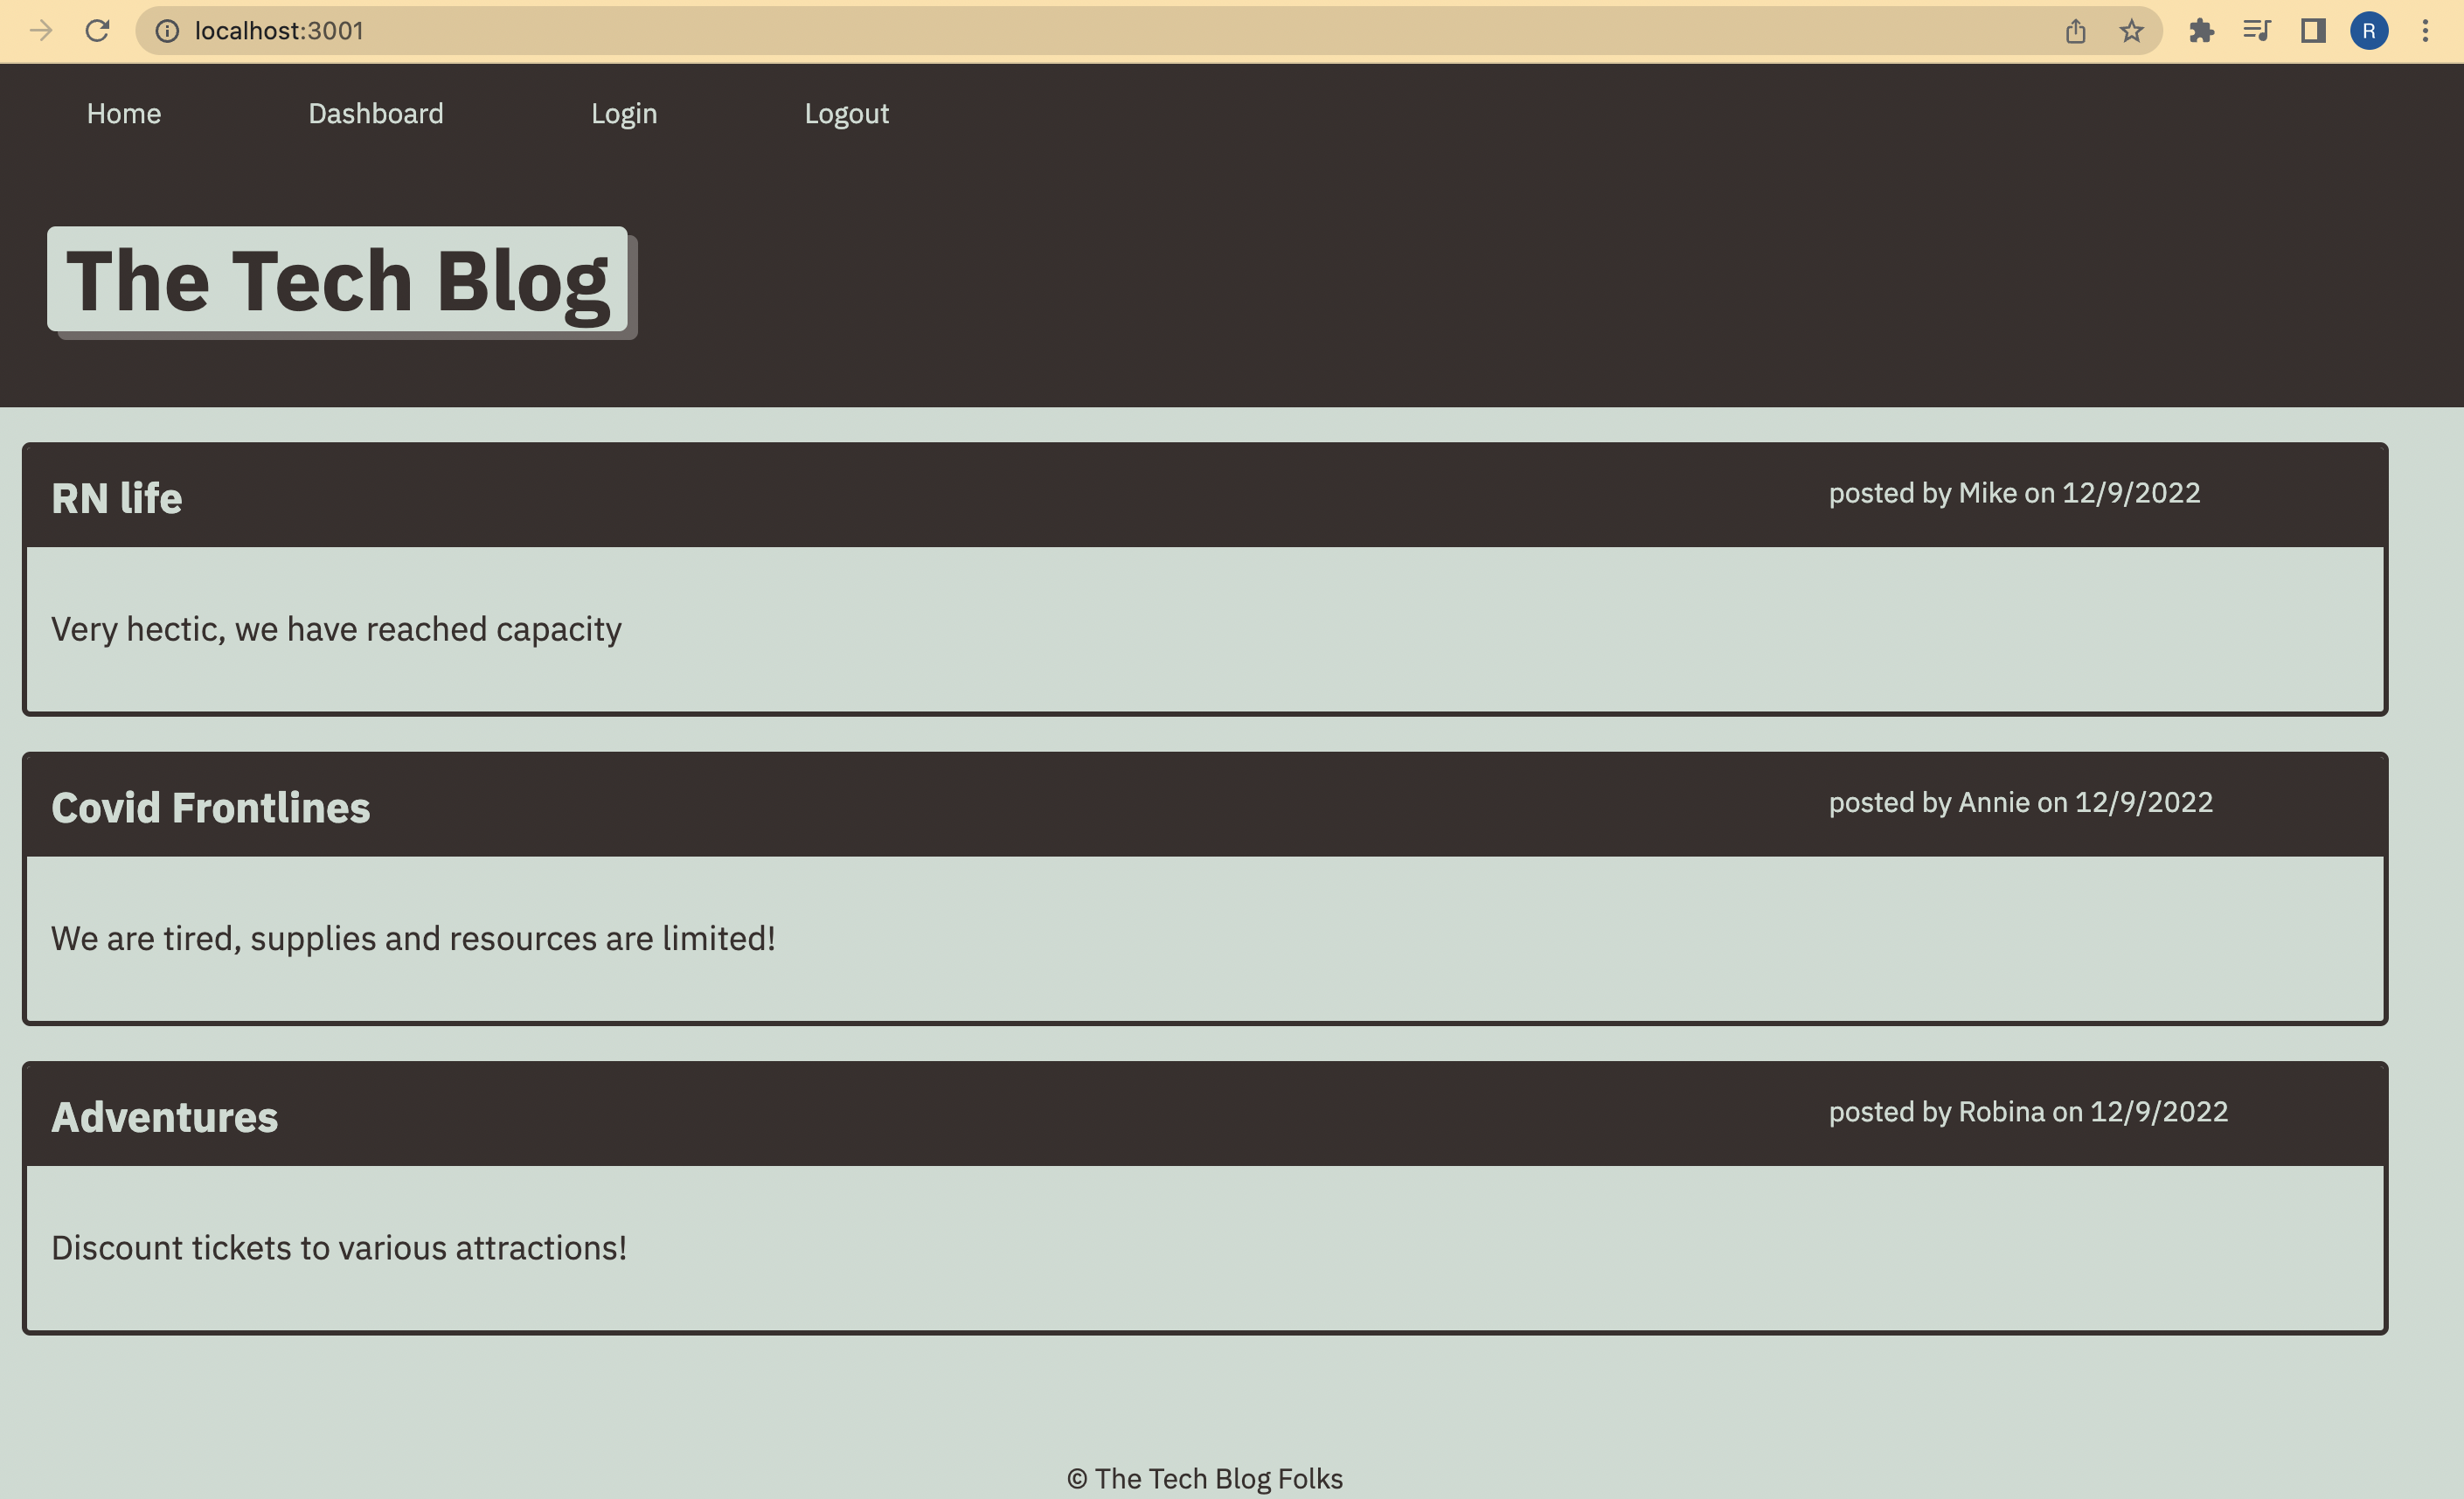 localhost:3001
R
Home Dashboard Login Logout
The Tech Blog
RN life posted by Mike on 12/9/2022
Very hectic, we have reached capacity
Covid Frontlines posted by Annie on 12/9/2022
We are tired, supplies and resources are limited!
Adventures posted by Robina on 12/9/2022
Discount tickets to various attractions!
© The Tech Blog Folks